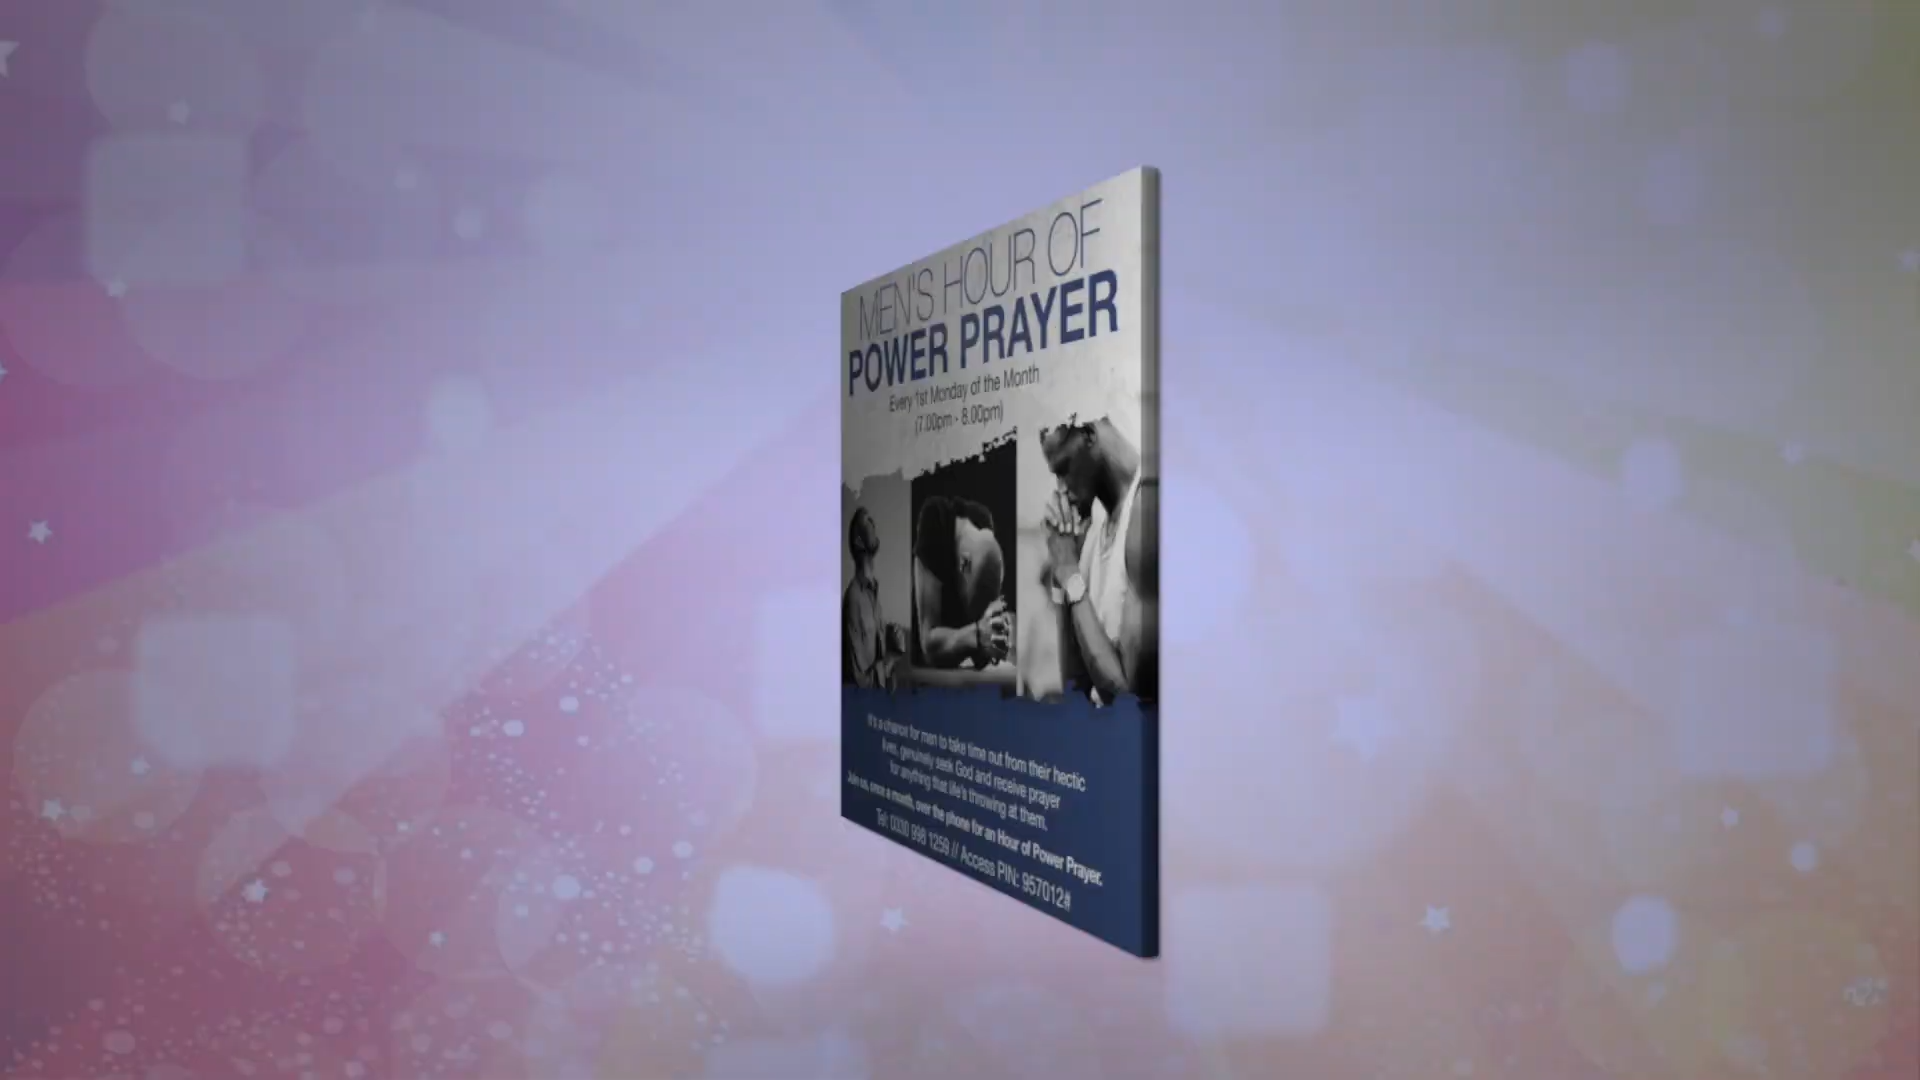 MEN'S HOUR OF
POWER PRAYER
Every 1st Monday of the Month
(7.00pm - 8.00pm)
It's a chance for men to take time out from their hectic
lives, genuinely seek God and receive prayer
for anything that life's throwing at them.
Join us, once a month, over the phone for an Hour of Power Prayer.
Tel: 0330 998 1259 // Access PIN: 957012#